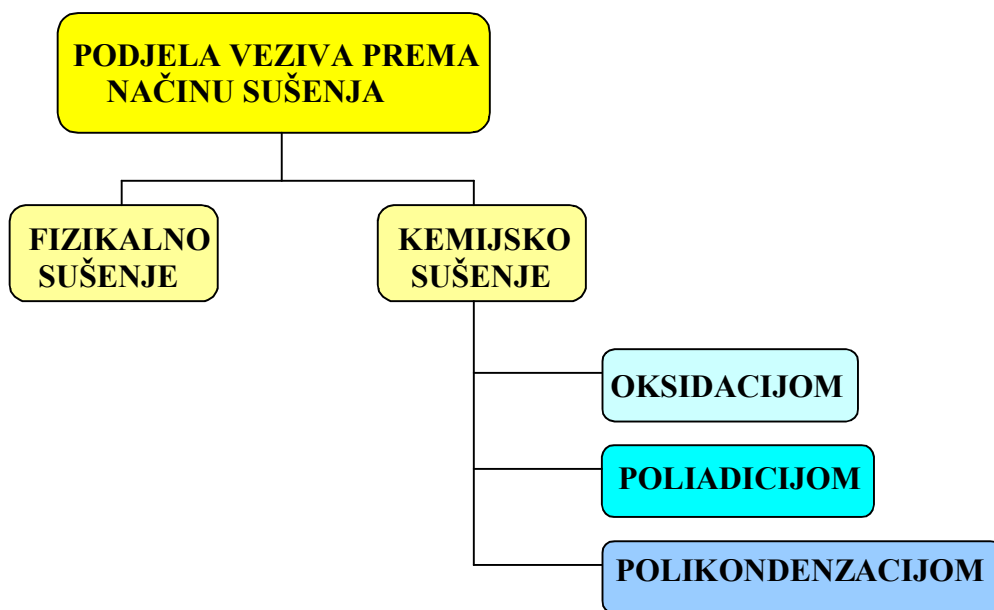 PODJELA VEZIVA PREMA
NAČINU SUŠENJA
FIZIKALNO
SUŠENJE
KEMIJSKO
SUŠENJE
OKSIDACIJOM
POLIADICIJOM
POLIKONDENZACIJOM